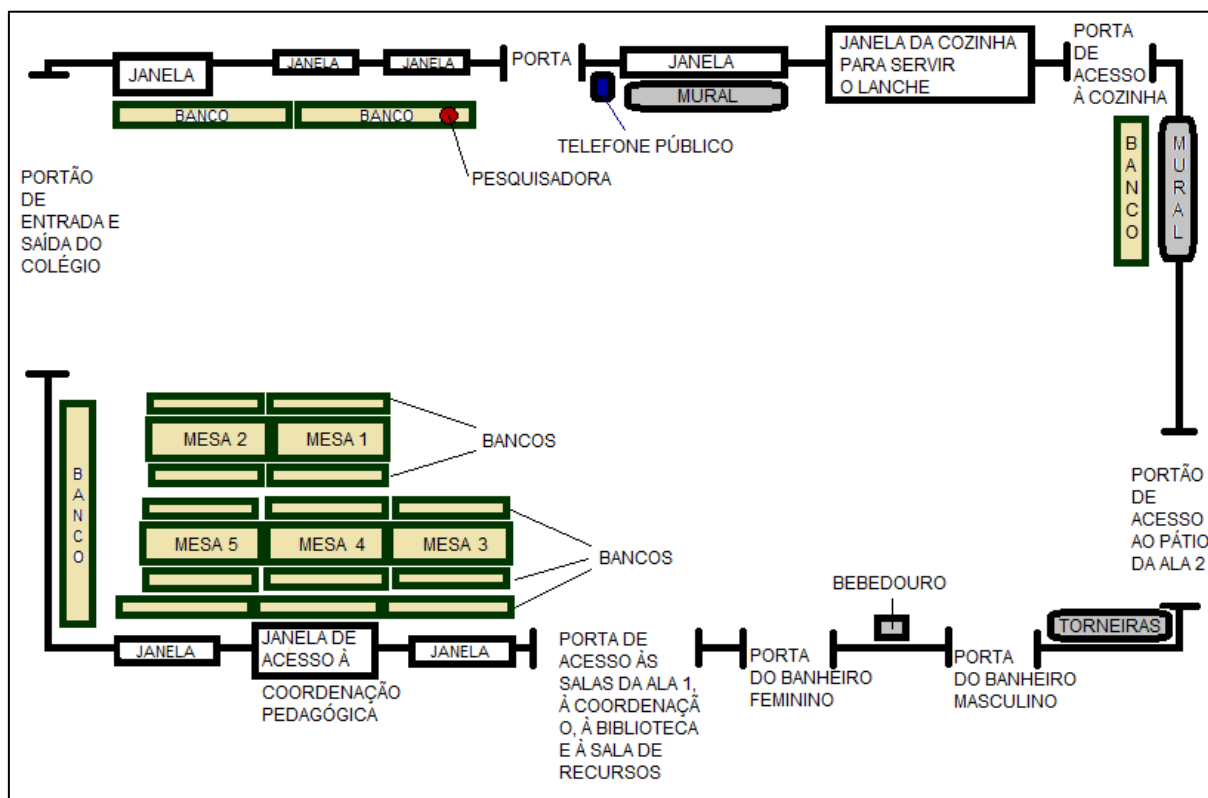 JANELA
JANELA
JANELA
PORTA
JANELA
JANELA DA COZINHA
PARA SERVIR
O LANCHE
PORTA
DE
ACESSO
À COZINHA
BANCO
BANCO
MURAL
TELEFONE PÚBLICO
PESQUISADORA
BANCO
MURAL
PORTÃO
DE
ENTRADA E
SAÍDA DO
COLÉGIO
BANCO
MESA 2
MESA 1
BANCOS
MESA 5
MESA 4
MESA 3
BANCOS
PORTÃO
DE
ACESSO
AO PÁTIO
DA ALA 2
BEBEDOURO
TORNEIRAS
JANELA
JANELA DE
ACESSO À
COORDENAÇÃO
PEDAGÓGICA
JANELA
PORTA DE
ACESSO ÀS
SALAS DA ALA 1,
À COORDENAÇÃ
O, À BIBLIOTECA
E À SALA DE
RECURSOS
PORTA
DO BANHEIRO
FEMININO
PORTA
DO BANHEIRO
MASCULINO